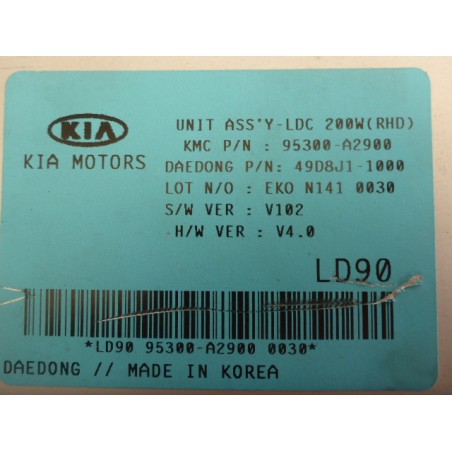 KIA
KIA MOTORS
UNIT ASS'Y-LDC 200W(RHD)
KMC P/N : 95300-A2900
DAEDONG P/N: 49D8J1-1000
LOT N/O : EKO N141 0030
S/W VER : V102
H/W VER : V4.0
LD90
*LD90 95300-A2900 0030*
DAEDONG // MADE IN KOREA